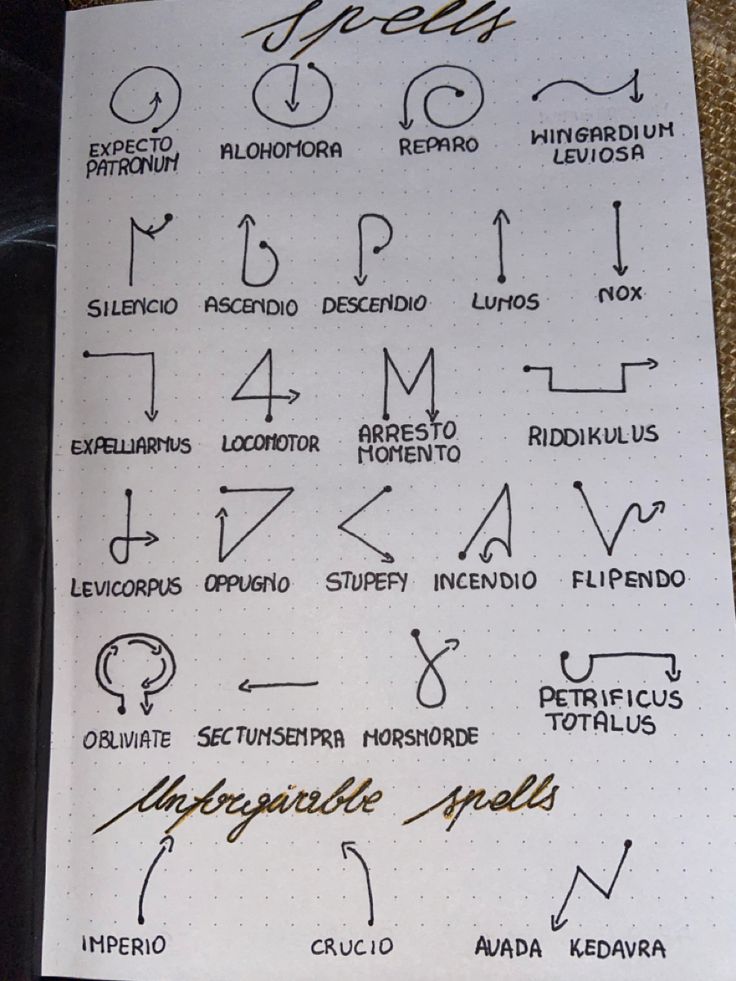 Spells
EXPECTO PATRONUM
ALOHOMORA
REPARO
WINGARDIUM LEVIOSA
SILENCIO
ASCENDIO
DESCENDIO
LUMOS
NOX
EXPELLIARMUS
LOCOMOTOR
ARRESTO
MOMENTO
RIDDIKULUS
LEVICORPUS
OPPUGNO
STUPEFY
INCENDIO
FLIPENDO
OBLIVIATE
SECTUMSEMPRA
MORSMORDE
PETRIFICUS
TOTALUS
Unforgivabble spells
IMPERIO
CRUCIO
AVADA KEDAVRA